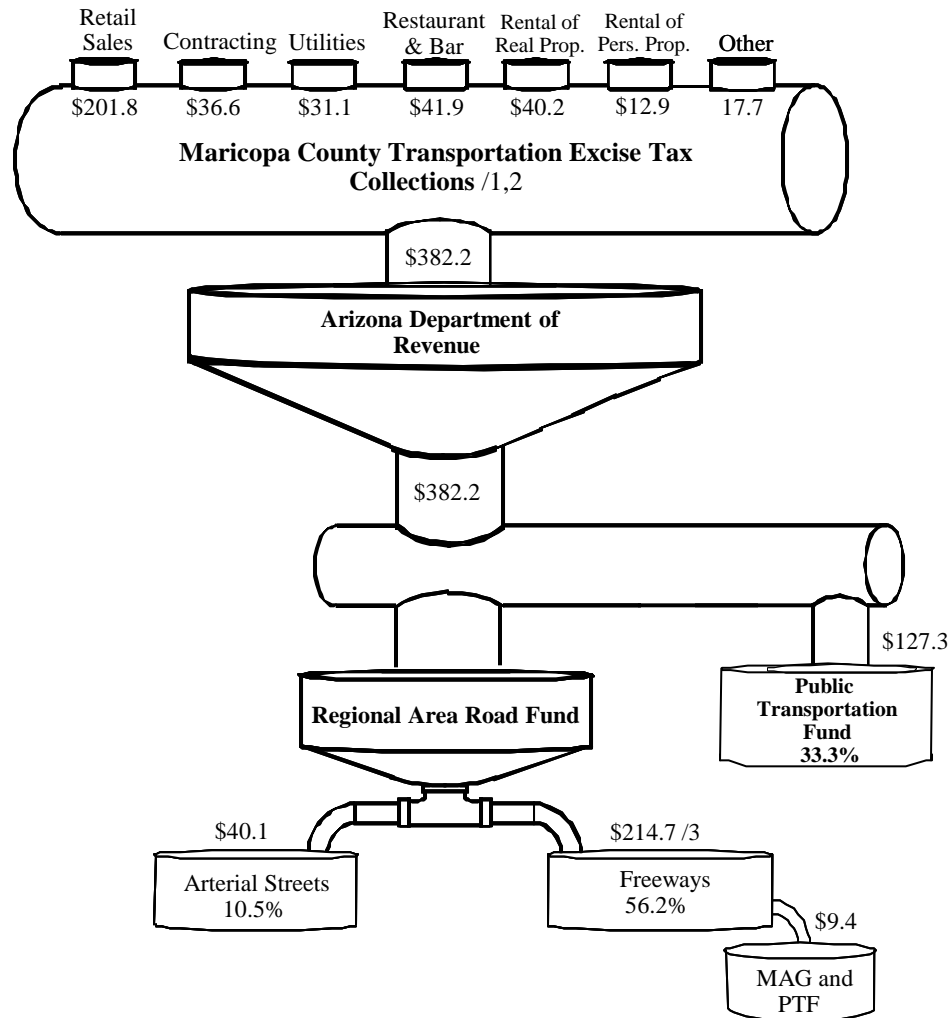 Retail
Sales
Contracting
Utilities
Restaurant
& Bar
Rental of
Real Prop.
Rental of
Pers. Prop.
Other
$201.8
$36.6
$31.1
$41.9
$40.2
$12.9
17.7
Maricopa County Transportation Excise Tax
Collections /1,2
$382.2
Arizona Department of
Revenue
$382.2
$127.3
Public
Transportation
Fund
33.3%
Regional Area Road Fund
$40.1
Arterial Streets
10.5%
$214.7 /3
Freeways
56.2%
$9.4
MAG and
PTF